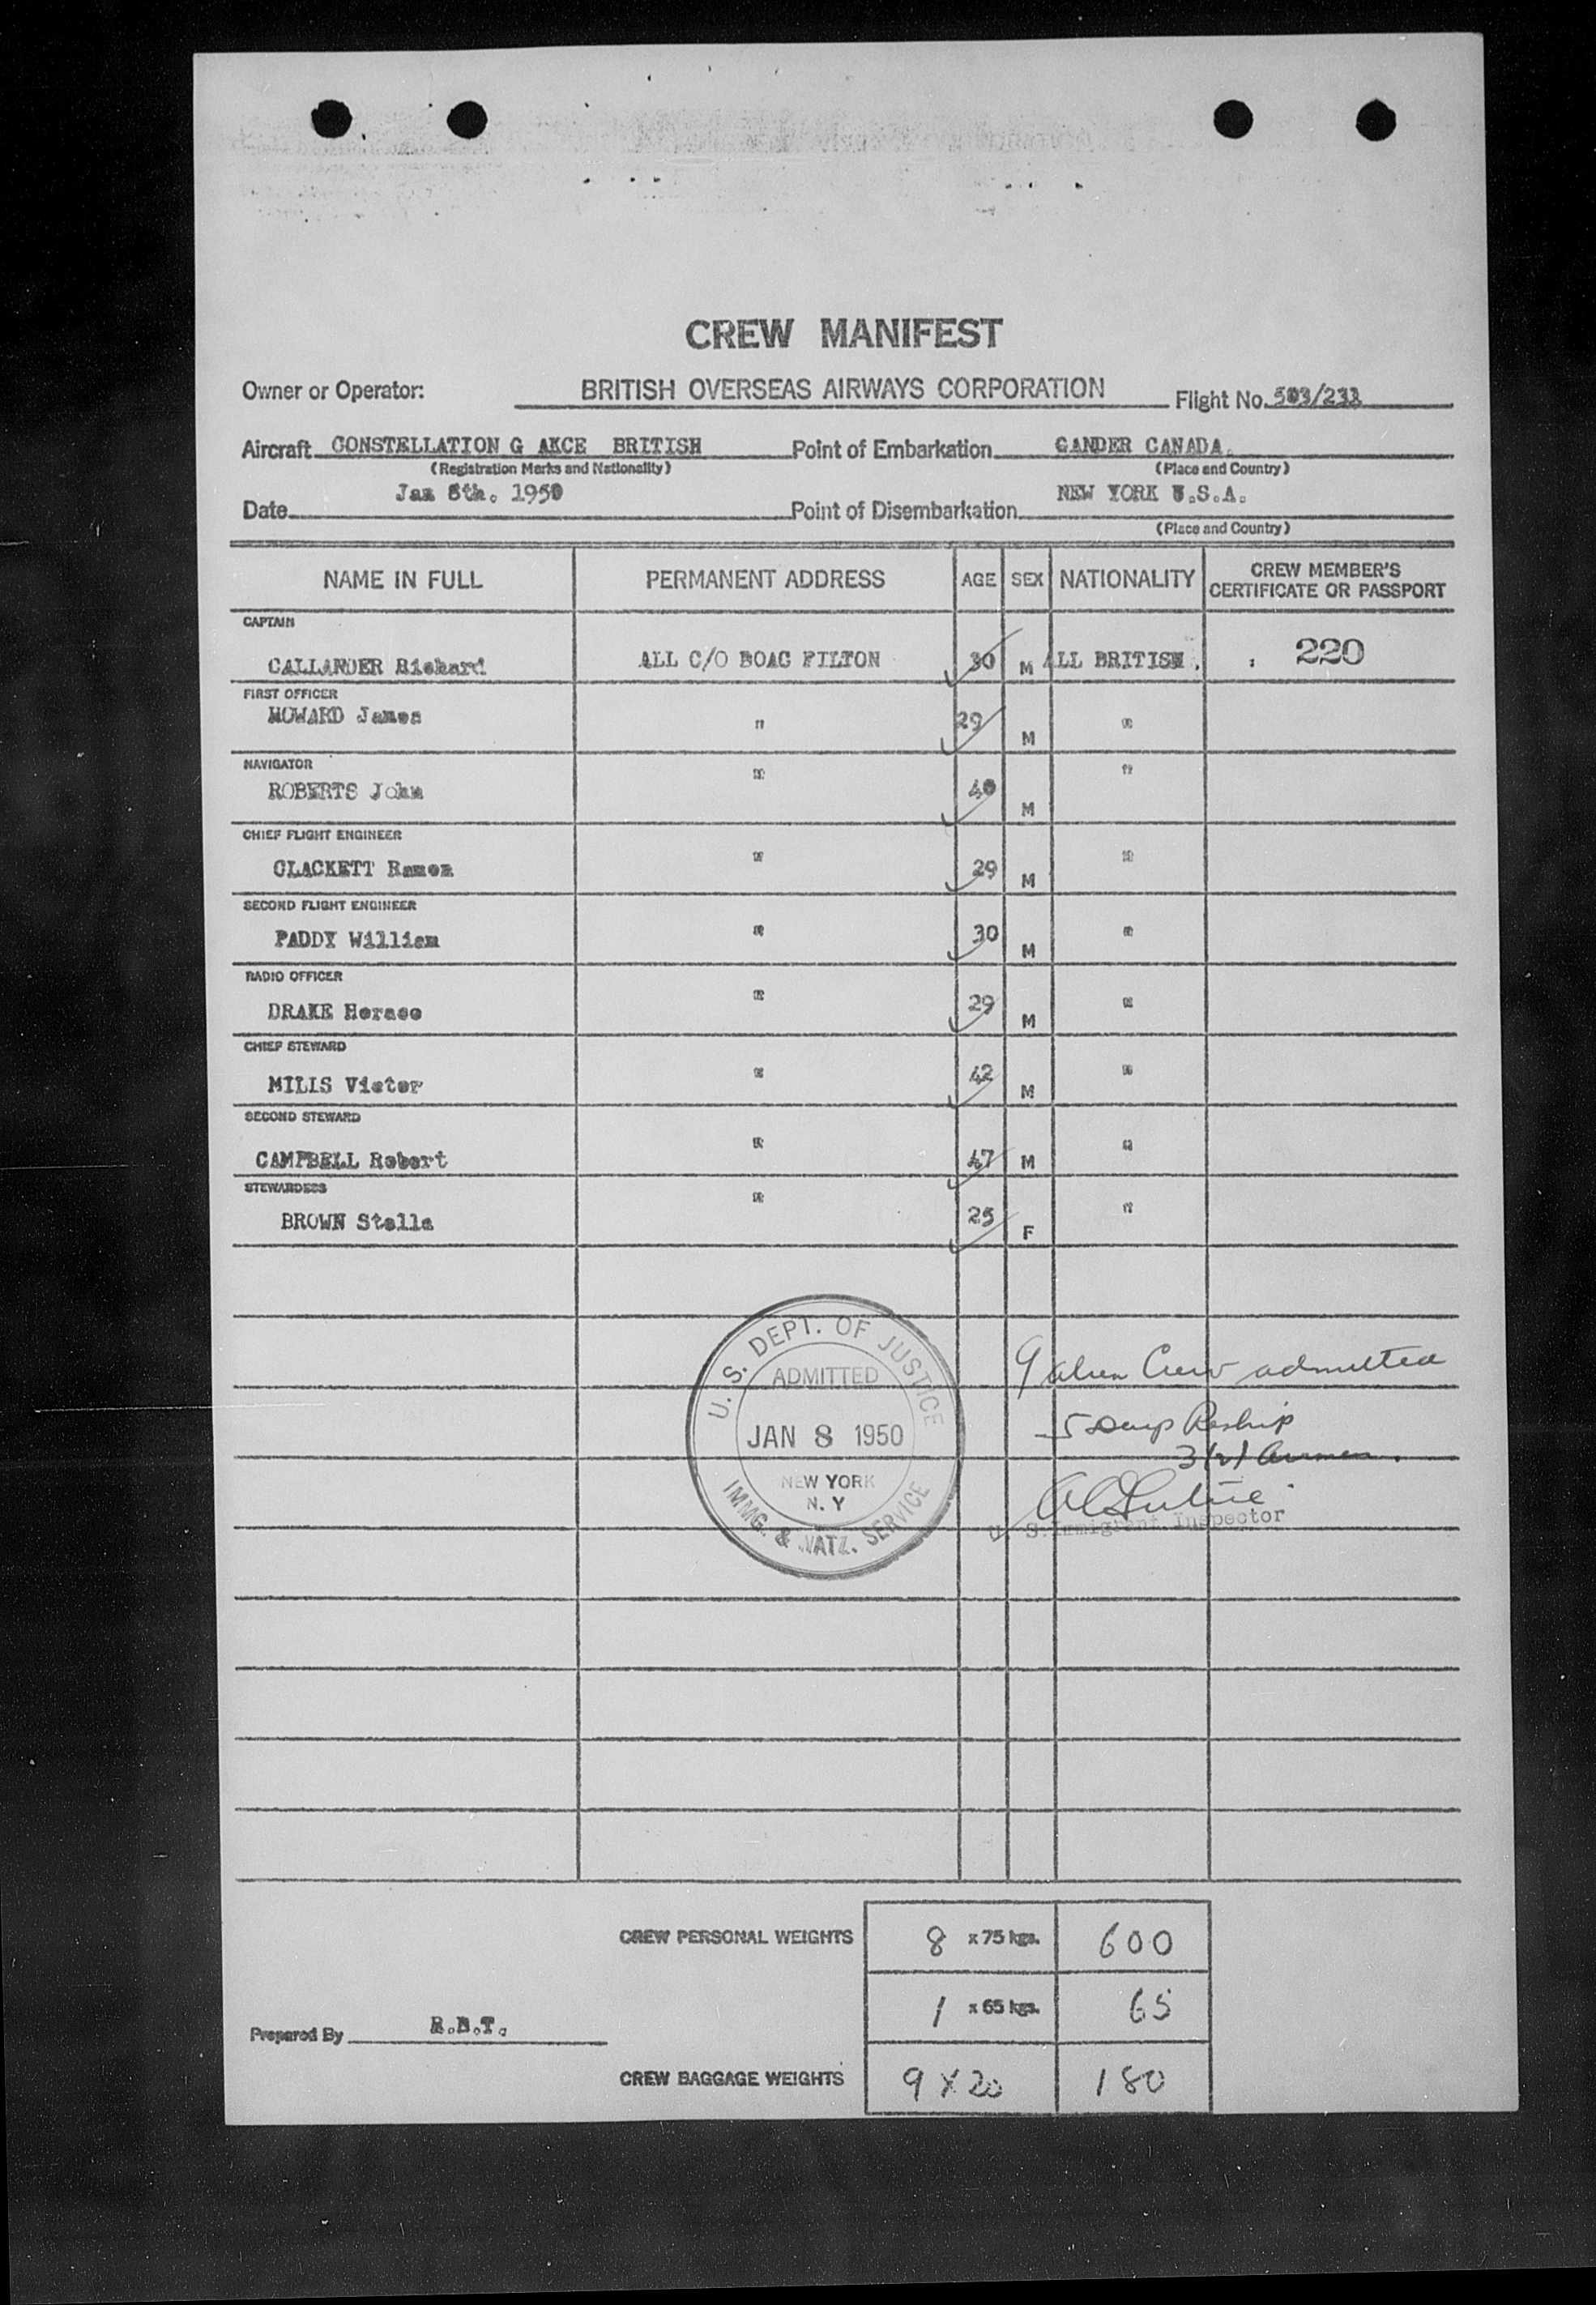 CREW MANIFEST
Owner or Operator: BRITISH OVERSEAS AIRWAYS CORPORATION Flight No. 503/233
Aircraft CONSTELLATION G AKCE BRITISH Point of Embarkation GANDER CANADA.
(Registration Marks and Nationality) (Place and Country)
Date Jan 8th. 1950 Point of Disembarkation NEW YORK U.S.A.
(Place and Country)
NAME IN FULL PERMANENT ADDRESS AGE SEX NATIONALITY CREW MEMBER'S CERTIFICATE OR PASSPORT
CAPTAIN
CALLANDER Richard ALL C/O BOAC FILTON 30 M ALL BRITISH . : 220
FIRST OFFICER
HOWARD James " 29 M "
NAVIGATOR
ROBERTS John " 40 M "
CHIEF FLIGHT ENGINEER
CLACKETT Ramon " 29 M "
SECOND FLIGHT ENGINEER
PADDY William " 30 M "
RADIO OFFICER
DRAKE Horace " 29 M "
CHIEF STEWARD
MILLS Victor " 42 M "
SECOND STEWARD
CAMPBELL Robert " 47 M "
STEWARDESS
BROWN Stella " 25 F "
U. S. DEPT. OF JUSTICE
ADMITTED
JAN 8 1950
NEW YORK
N. Y
IMMG. & NATZ. SERVICE
9 alien Crew admitted
5 Days Reship
3(2)
U. S. Immigrant Inspector
CREW PERSONAL WEIGHTS 8 x 75 kgs. 600
1 x 65 kgs. 65
Prepared By R.B.T.
CREW BAGGAGE WEIGHTS 9 X 20 180